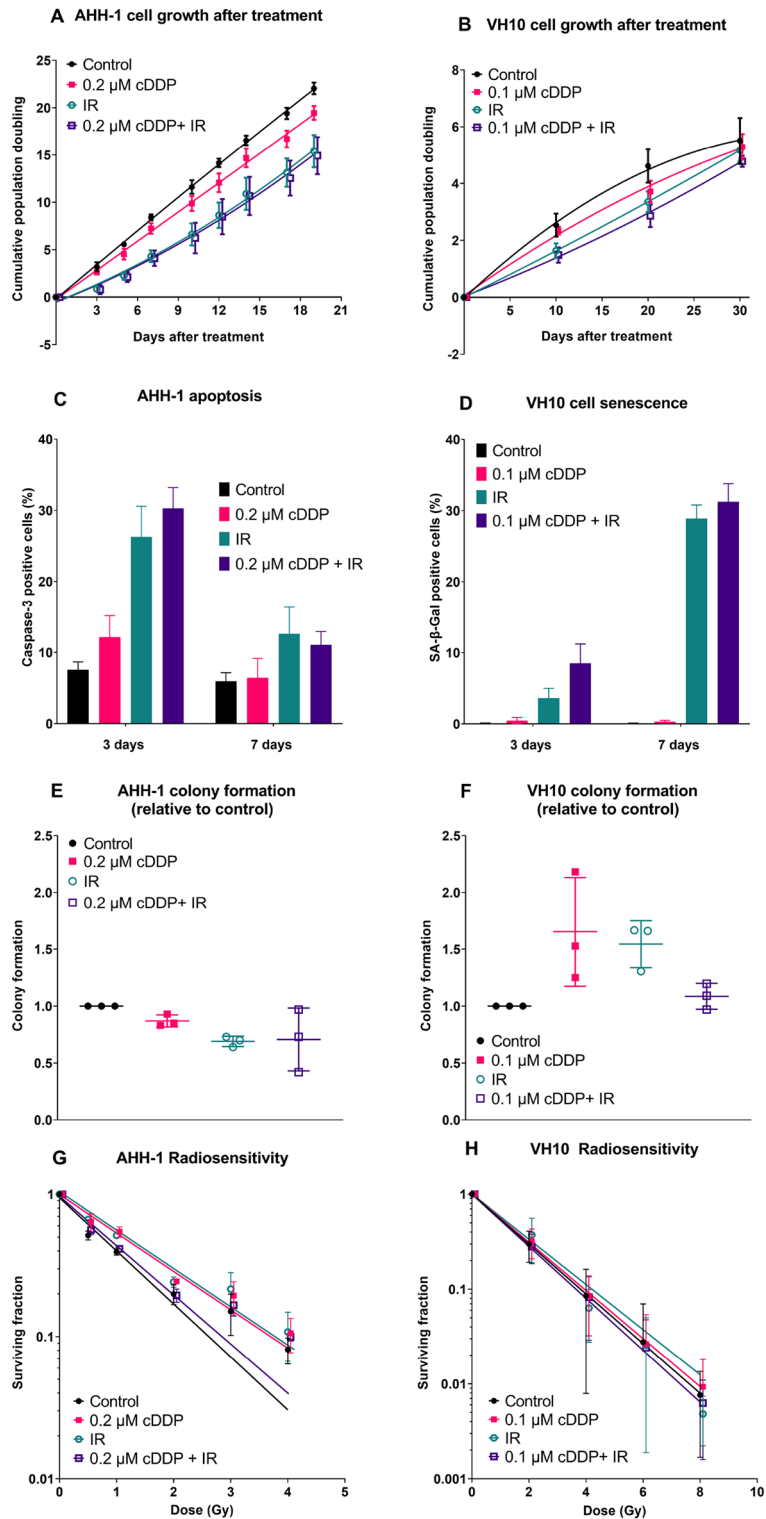 A AHH-1 cell growth after treatment
Cumulative population doubling
25
20
15
10
5
0
-5
Control
0.2 µM cDDP
IR
0.2 µM cDDP+ IR
3 6 9 12 15 18 21
Days after treatment
B VH10 cell growth after treatment
Cumulative population doubling
8
6
4
2
0
-2
Control
0.1 µM cDDP
IR
0.1 µM cDDP + IR
5 10 15 20 25 30
Days after treatment
C AHH-1 apoptosis
Caspase-3 positive cells (%)
40
30
20
10
0
Control
0.2 µM cDDP
IR
0.2 µM cDDP + IR
3 days 7 days
D VH10 cell senescence
SA-β-Gal positive cells (%)
40
30
20
10
0
Control
0.1 µM cDDP
IR
0.1 µM cDDP + IR
3 days 7 days
E AHH-1 colony formation
(relative to control)
Colony formation
2.5
2.0
1.5
1.0
0.5
0.0
Control
0.2 µM cDDP
IR
0.2 µM cDDP+ IR
F VH10 colony formation
(relative to control)
Colony formation
2.5
2.0
1.5
1.0
0.5
0.0
Control
0.1 µM cDDP
IR
0.1 µM cDDP+ IR
G AHH-1 Radiosensitivity
Surviving fraction
1
0.1
0.01
Control
0.2 µM cDDP
IR
0.2 µM cDDP + IR
0 1 2 3 4 5
Dose (Gy)
H VH10 Radiosensitivity
Surviving fraction
1
0.1
0.01
0.001
Control
0.1 µM cDDP
IR
0.1 µM cDDP+ IR
0 2 4 6 8 10
Dose (Gy)